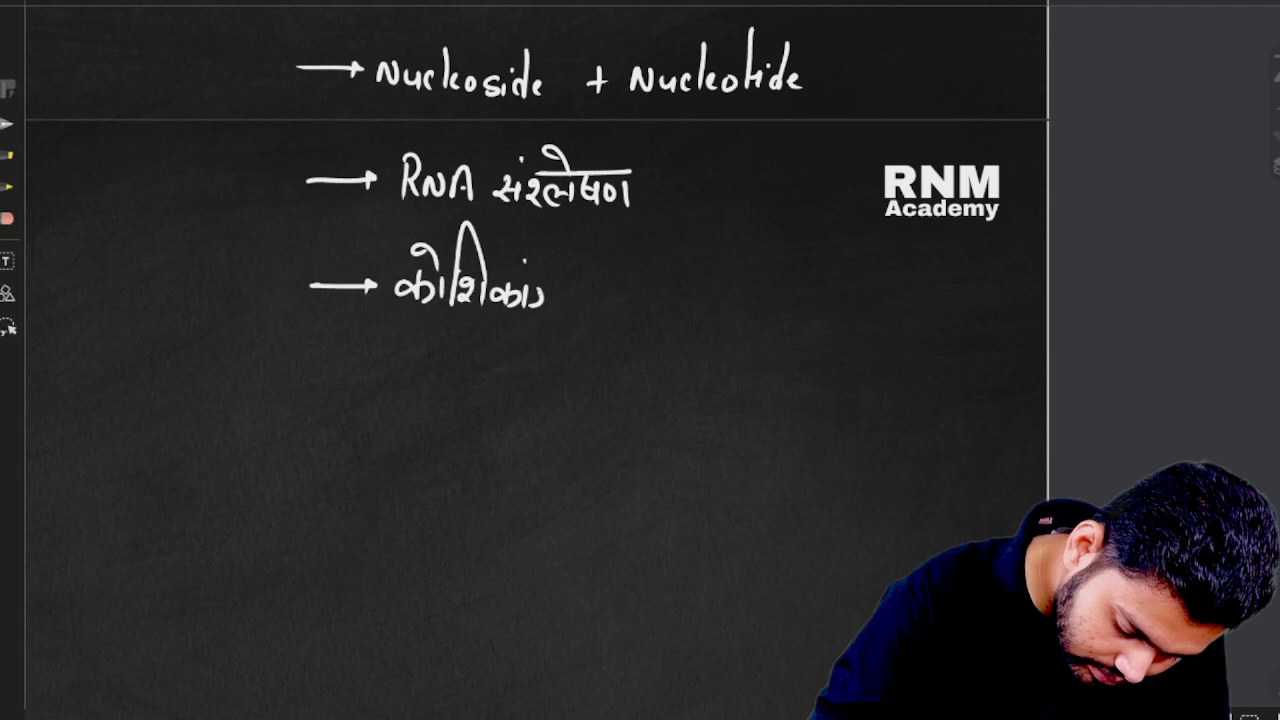 → Nucleoside + Nucleotide
→ RNA संश्लेषण
RNM
Academy
→ कोशिकां